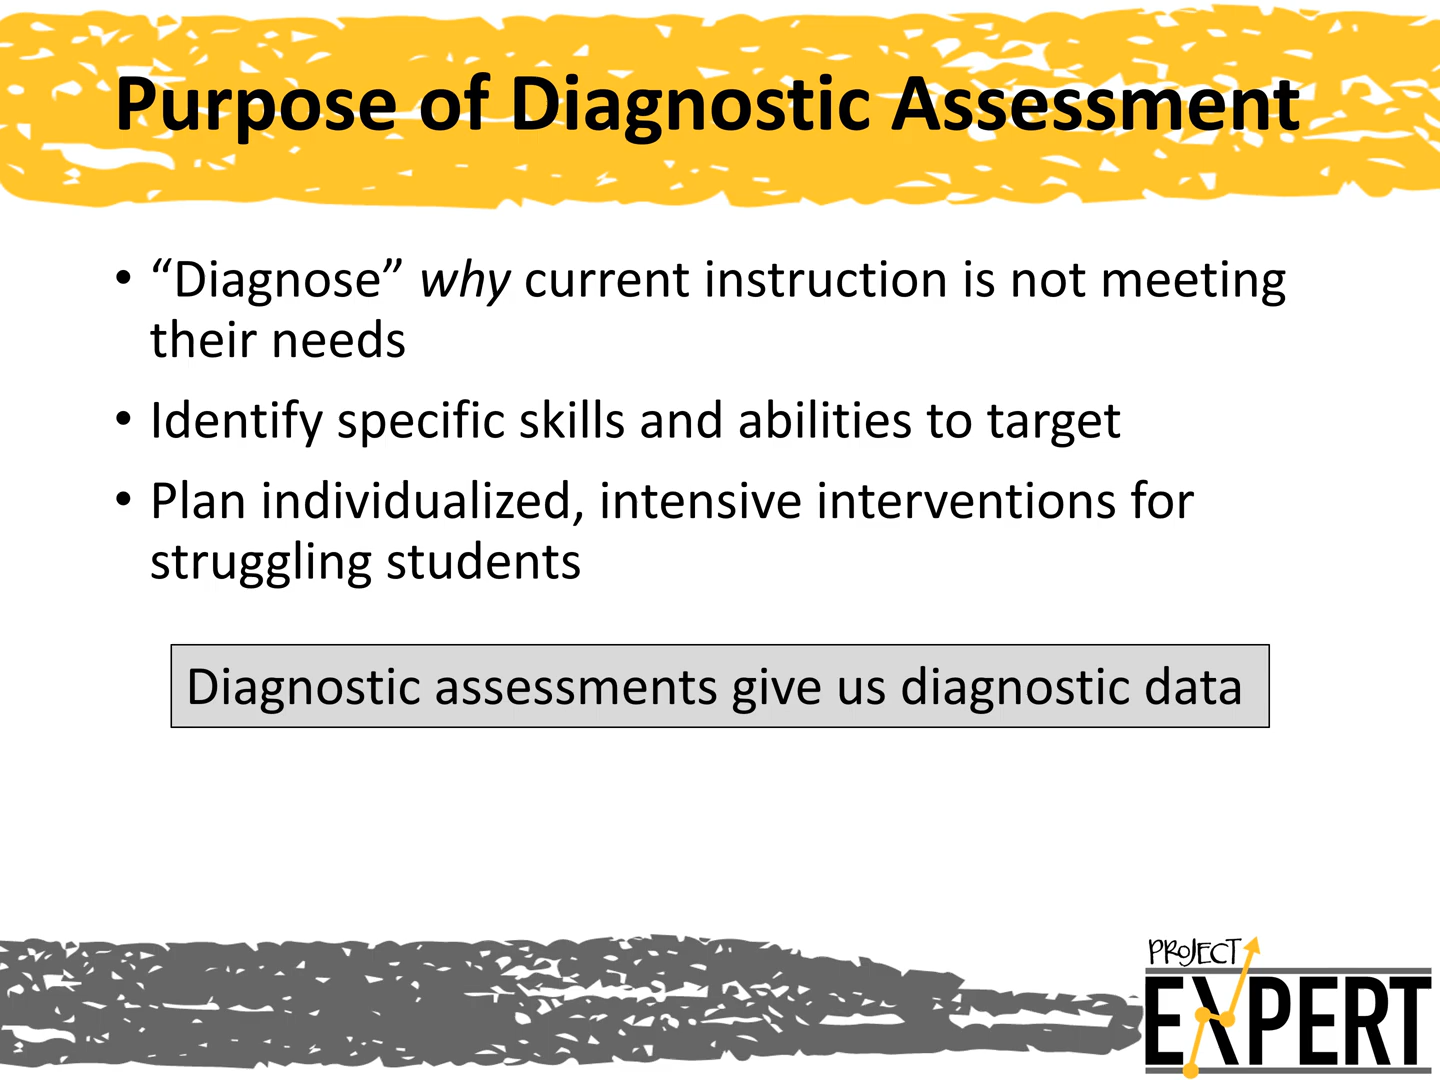 Purpose of Diagnostic Assessment
• “Diagnose” why current instruction is not meeting
their needs
• Identify specific skills and abilities to target
• Plan individualized, intensive interventions for
struggling students
Diagnostic assessments give us diagnostic data
PROJECT
EXPERT